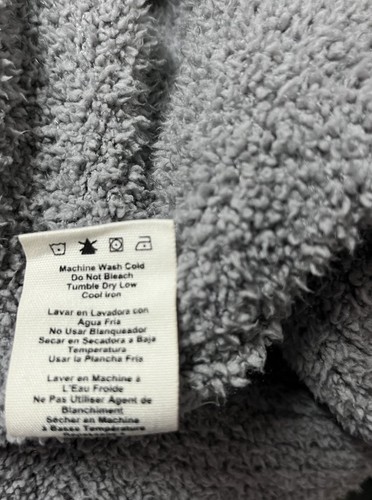 Machine Wash Cold
Do Not Bleach
Tumble Dry Low
Cool Iron
Lavar en Lavadora con
Agua Fria
No Usar Blanqueador
Secar en Secadora a Baja
Temperatura
Usar la Plancha Fria
Laver en Machine à
L'Eau Froide
Ne Pas Utiliser Agent de
Blanchiment
Sécher en Machine
à Basse Température